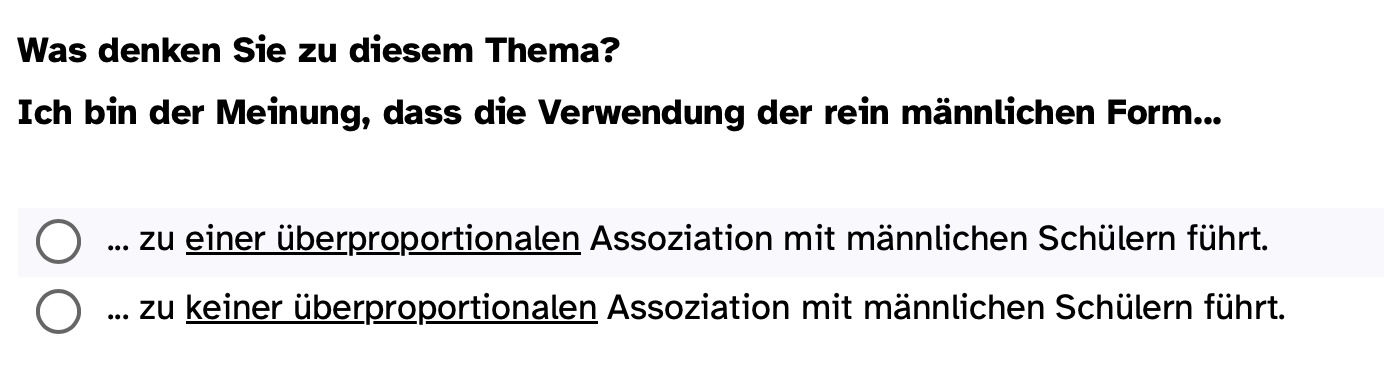 Was denken Sie zu diesem Thema?
Ich bin der Meinung, dass die Verwendung der rein männlichen Form...
... zu einer überproportionalen Assoziation mit männlichen Schülern führt.
... zu keiner überproportionalen Assoziation mit männlichen Schülern führt.